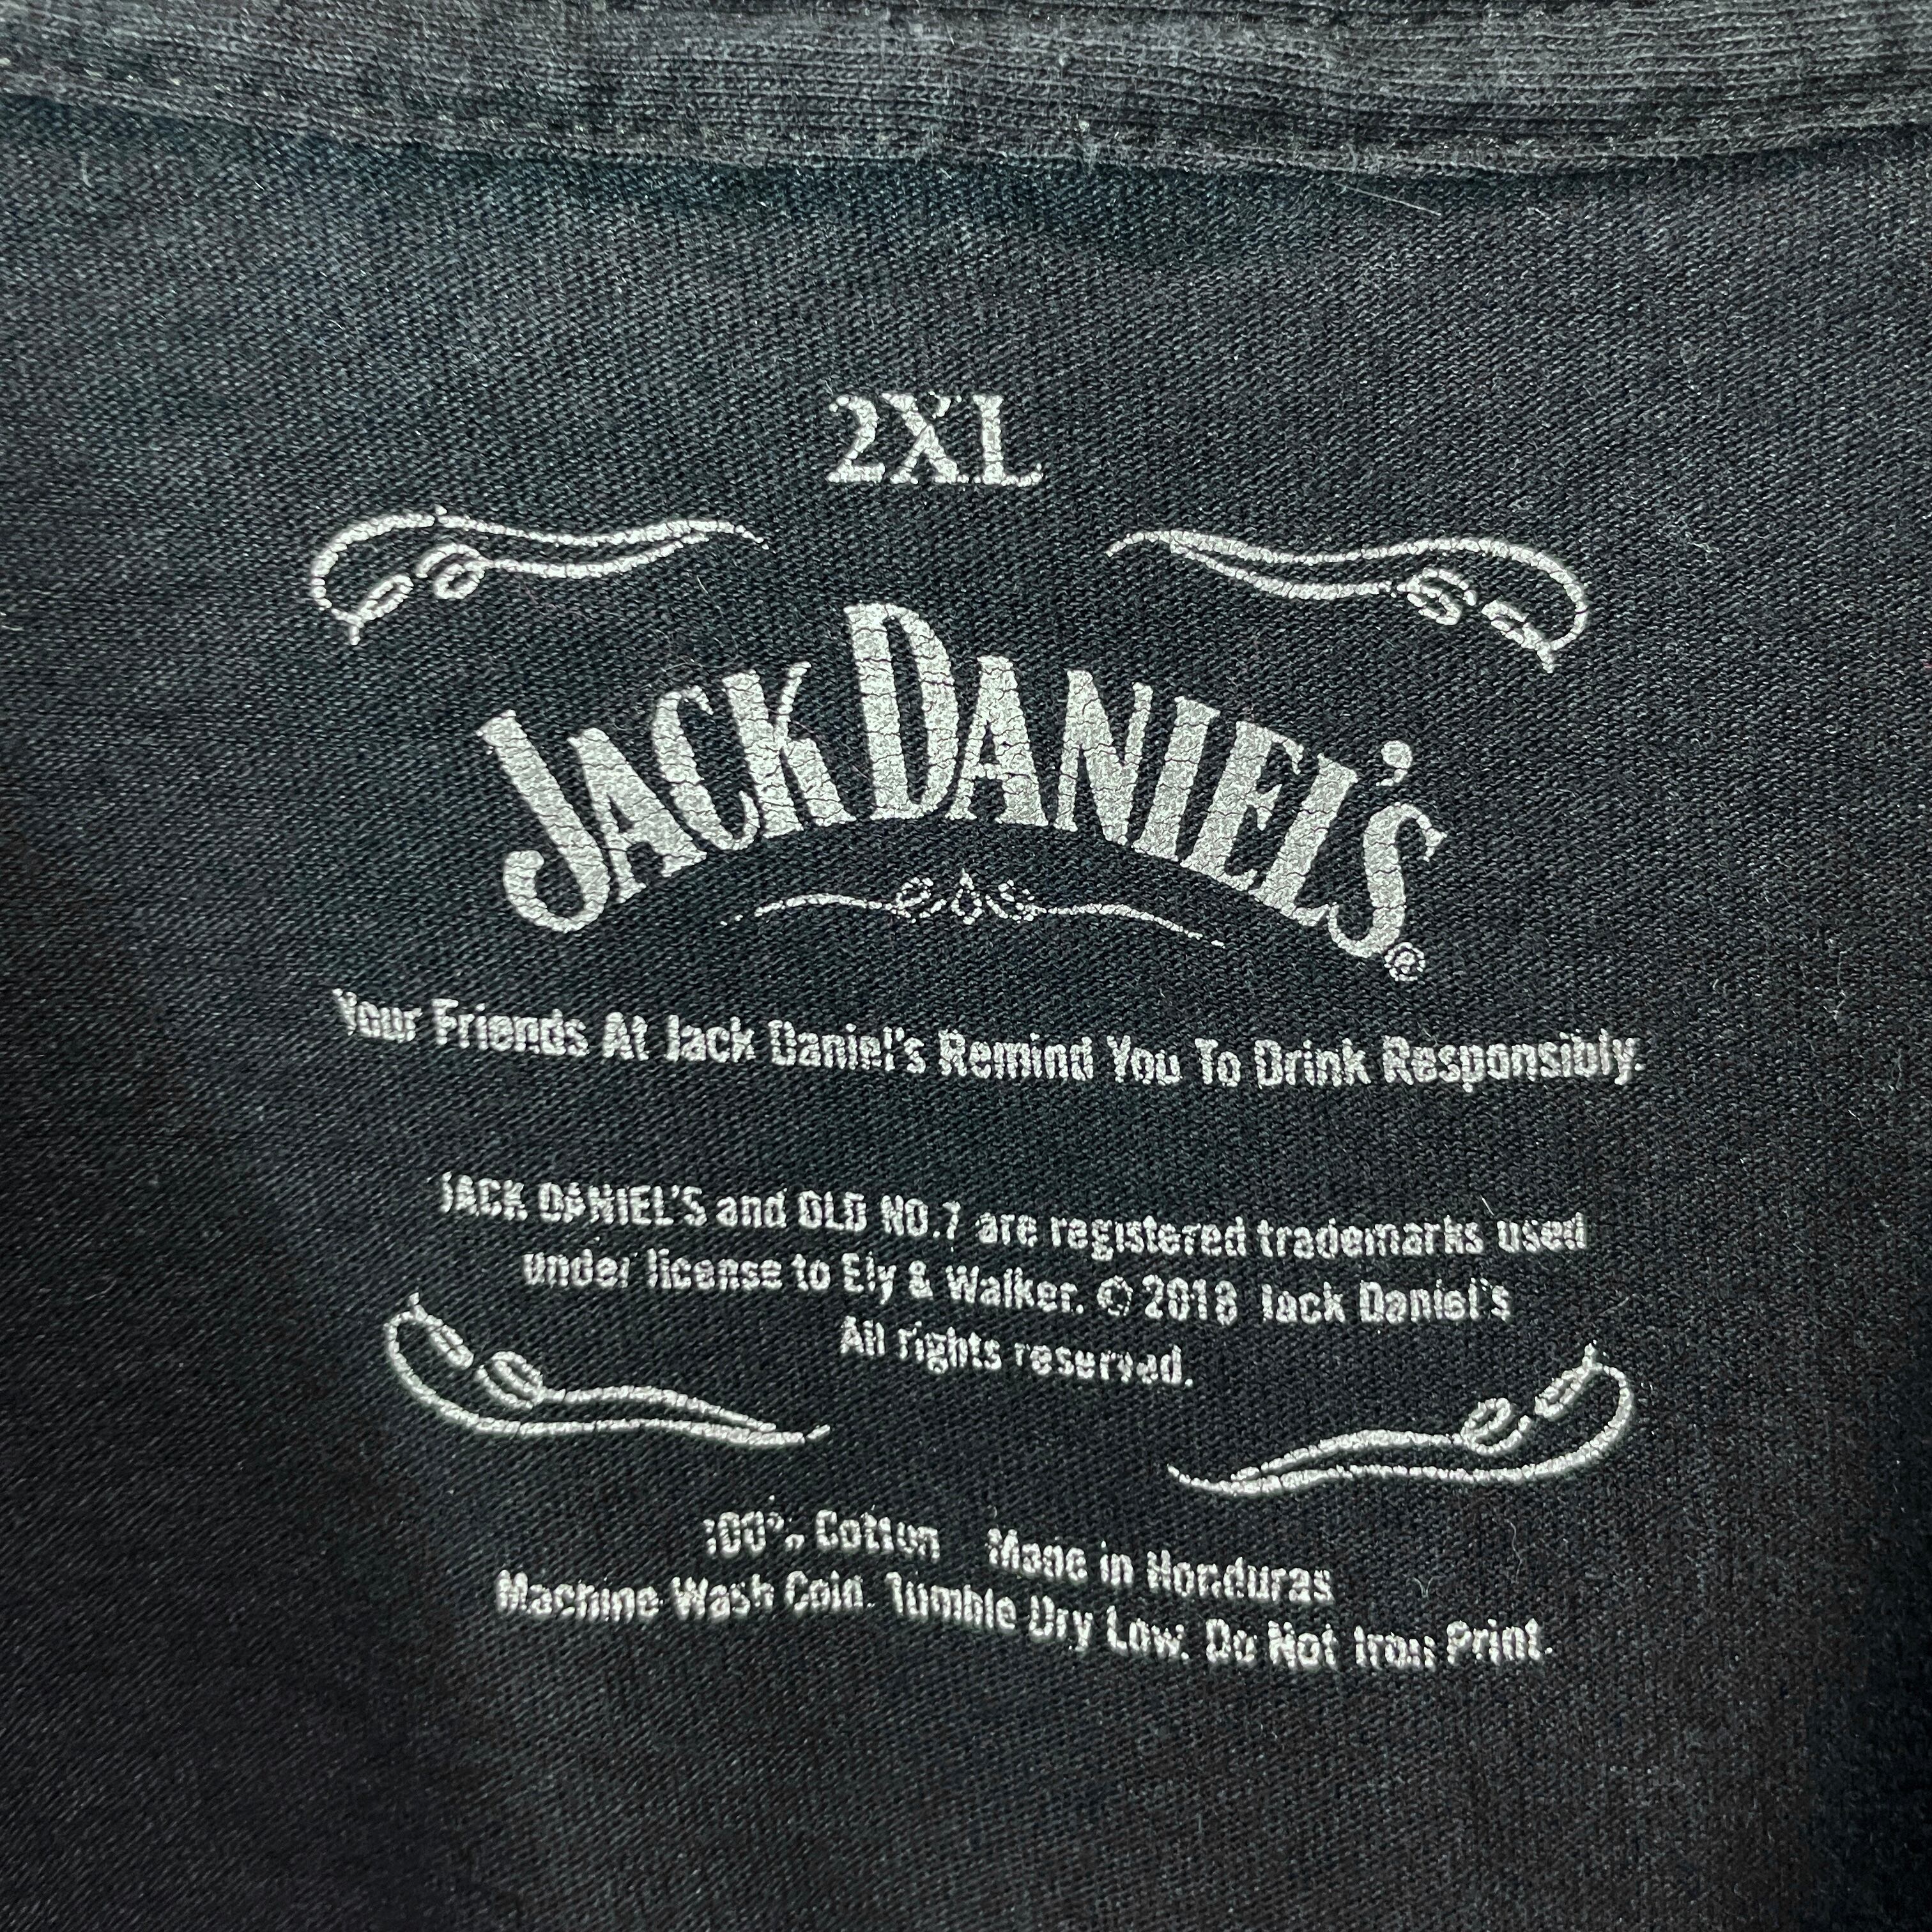 2XL
JACK DANIEL'S®
Your Friends At Jack Daniel's Remind You To Drink Responsibly.
JACK DANIEL'S and OLD NO.7 are registered trademarks used
under license to Ely & Walker. © 2018 Jack Daniel's
All rights reserved.
100% Cotton Made in Honduras
Machine Wash Cold. Tumble Dry Low. Do Not Iron Print.